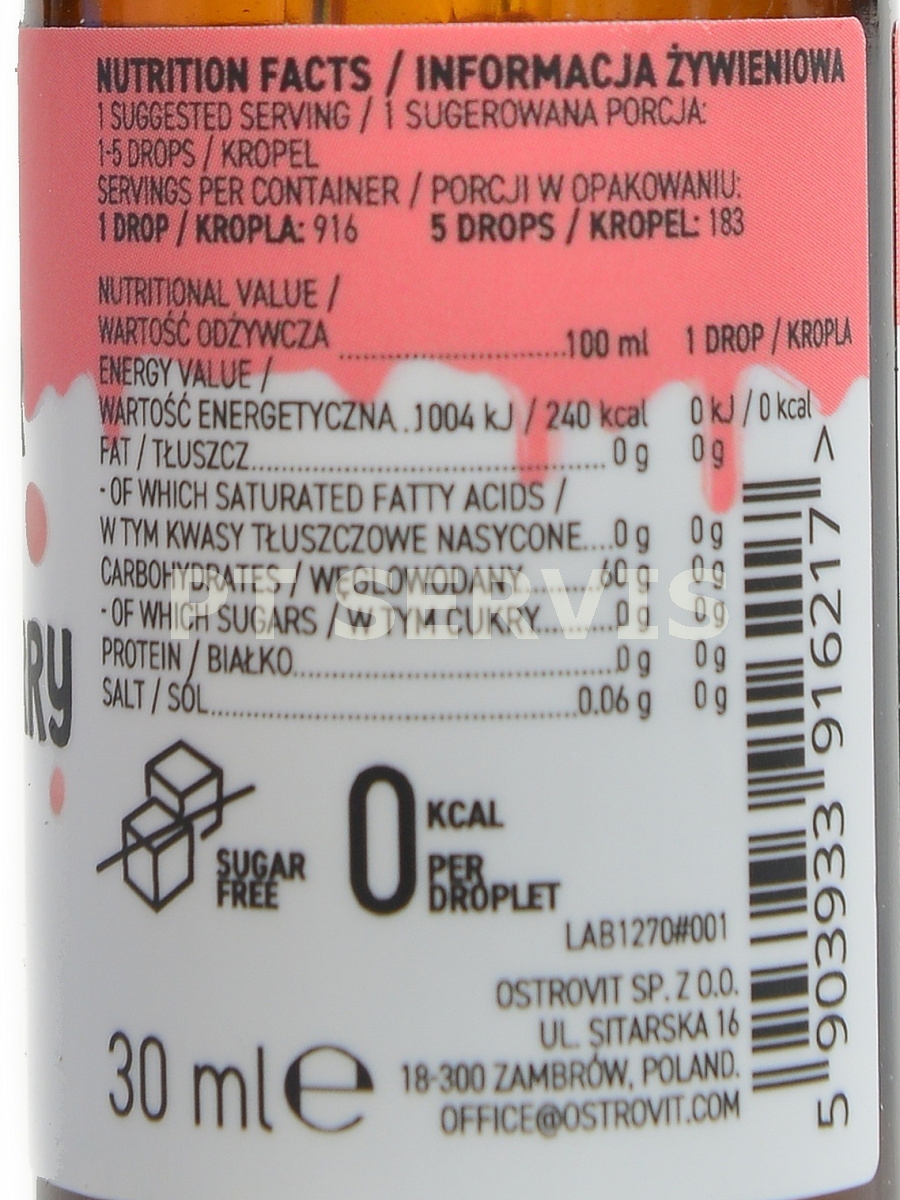 NUTRITION FACTS / INFORMACJA ŻYWIENIOWA
1 SUGGESTED SERVING / 1 SUGEROWANA PORCJA:
1-5 DROPS / KROPEL
SERVINGS PER CONTAINER / PORCJI W OPAKOWANIU:
1 DROP / KROPLA: 916 5 DROPS / KROPEL: 183
NUTRITIONAL VALUE /
WARTOŚĆ ODŻYWCZA ........................100 ml 1 DROP / KROPLA
ENERGY VALUE /
WARTOŚĆ ENERGETYCZNA..1004 kJ / 240 kcal 0 kJ / 0 kcal
FAT / TŁUSZCZ.......................................0 g 0 g
- OF WHICH SATURATED FATTY ACIDS /
W TYM KWASY TŁUSZCZOWE NASYCONE....0 g 0 g
CARBOHYDRATES / WĘGLOWODANY.........60 g 0 g
- OF WHICH SUGARS / W TYM CUKRY.........0 g 0 g
PROTEIN / BIAŁKO....................................0 g 0 g
SALT / SÓL..........................................0.06 g 0 g
PT SERVIS
SUGAR
FREE
0 KCAL
PER
DROPLET
LAB1270#001
OSTROVIT SP. Z O.O.
UL. SITARSKA 16
18-300 ZAMBRÓW, POLAND.
OFFICE@OSTROVIT.COM
30 ml e
5 903933 916217 >